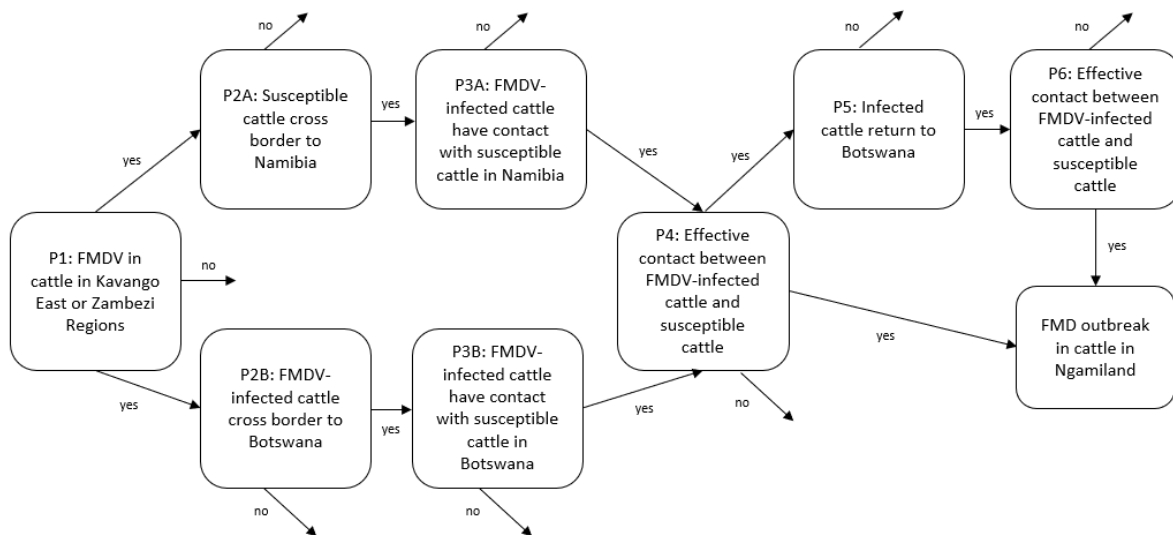 no
no
no
no
P2A: Susceptible
cattle cross
border to
Namibia
yes
P3A: FMDV-
infected cattle
have contact
with susceptible
cattle in Namibia
P5: Infected
cattle return to
Botswana
yes
P6: Effective
contact between
FMDV-infected
cattle and
susceptible
cattle
yes
yes
yes
P1: FMDV in
cattle in Kavango
East or Zambezi
Regions
no
P4: Effective
contact between
FMDV-infected
cattle and
susceptible
cattle
yes
yes
FMD outbreak
in cattle in
Ngamiland
yes
P2B: FMDV-
infected cattle
cross border to
Botswana
yes
P3B: FMDV-
infected cattle
have contact
with susceptible
cattle in
Botswana
yes
no
no
no